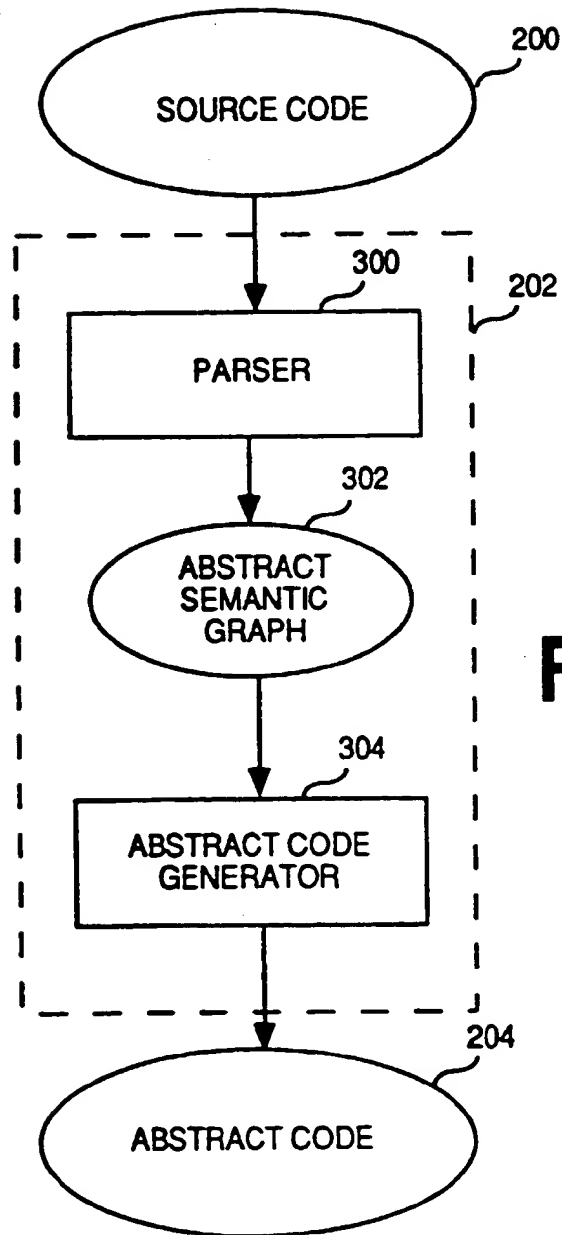 200
SOURCE CODE
300
202
PARSER
302
ABSTRACT
SEMANTIC
GRAPH
304
ABSTRACT CODE
GENERATOR
204
ABSTRACT CODE